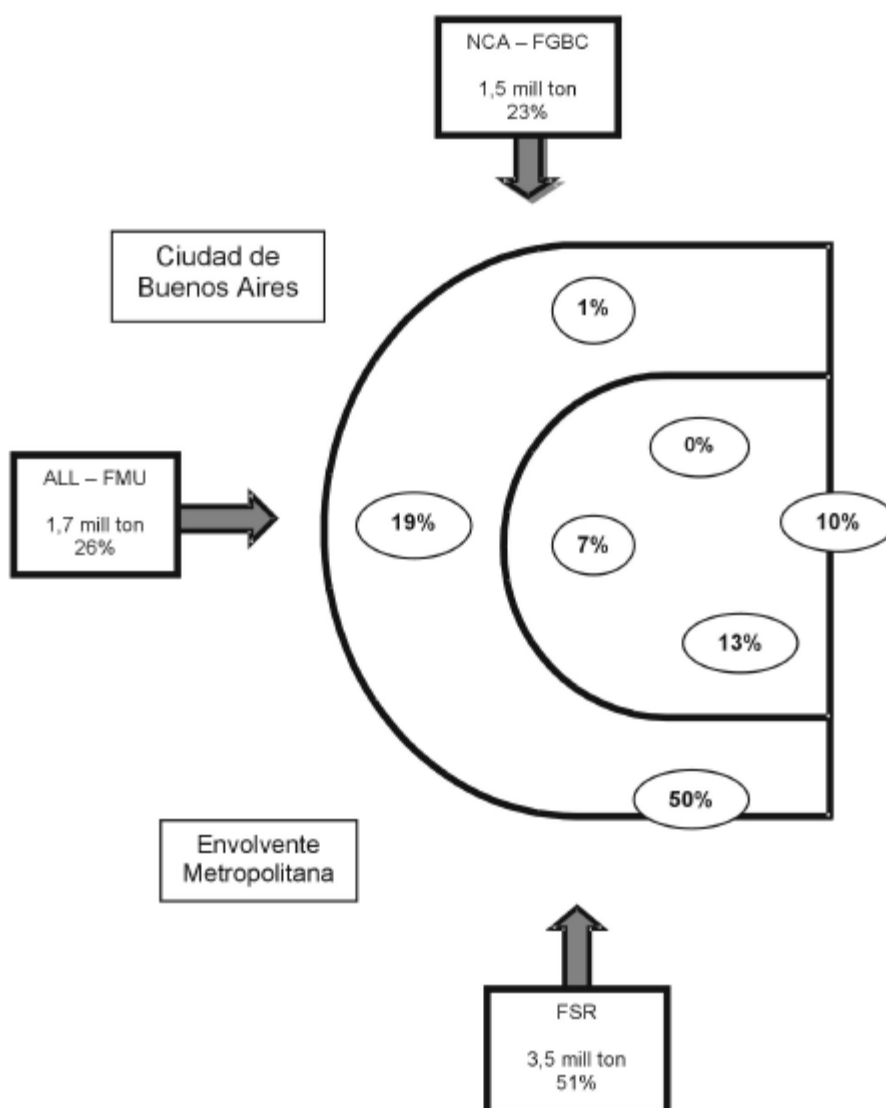 NCA – FGBC
1,5 mill ton
23%
Ciudad de
Buenos Aires
1%
0%
ALL – FMU
1,7 mill ton
26%
19%
7%
10%
13%
50%
Envolvente
Metropolitana
FSR
3,5 mill ton
51%